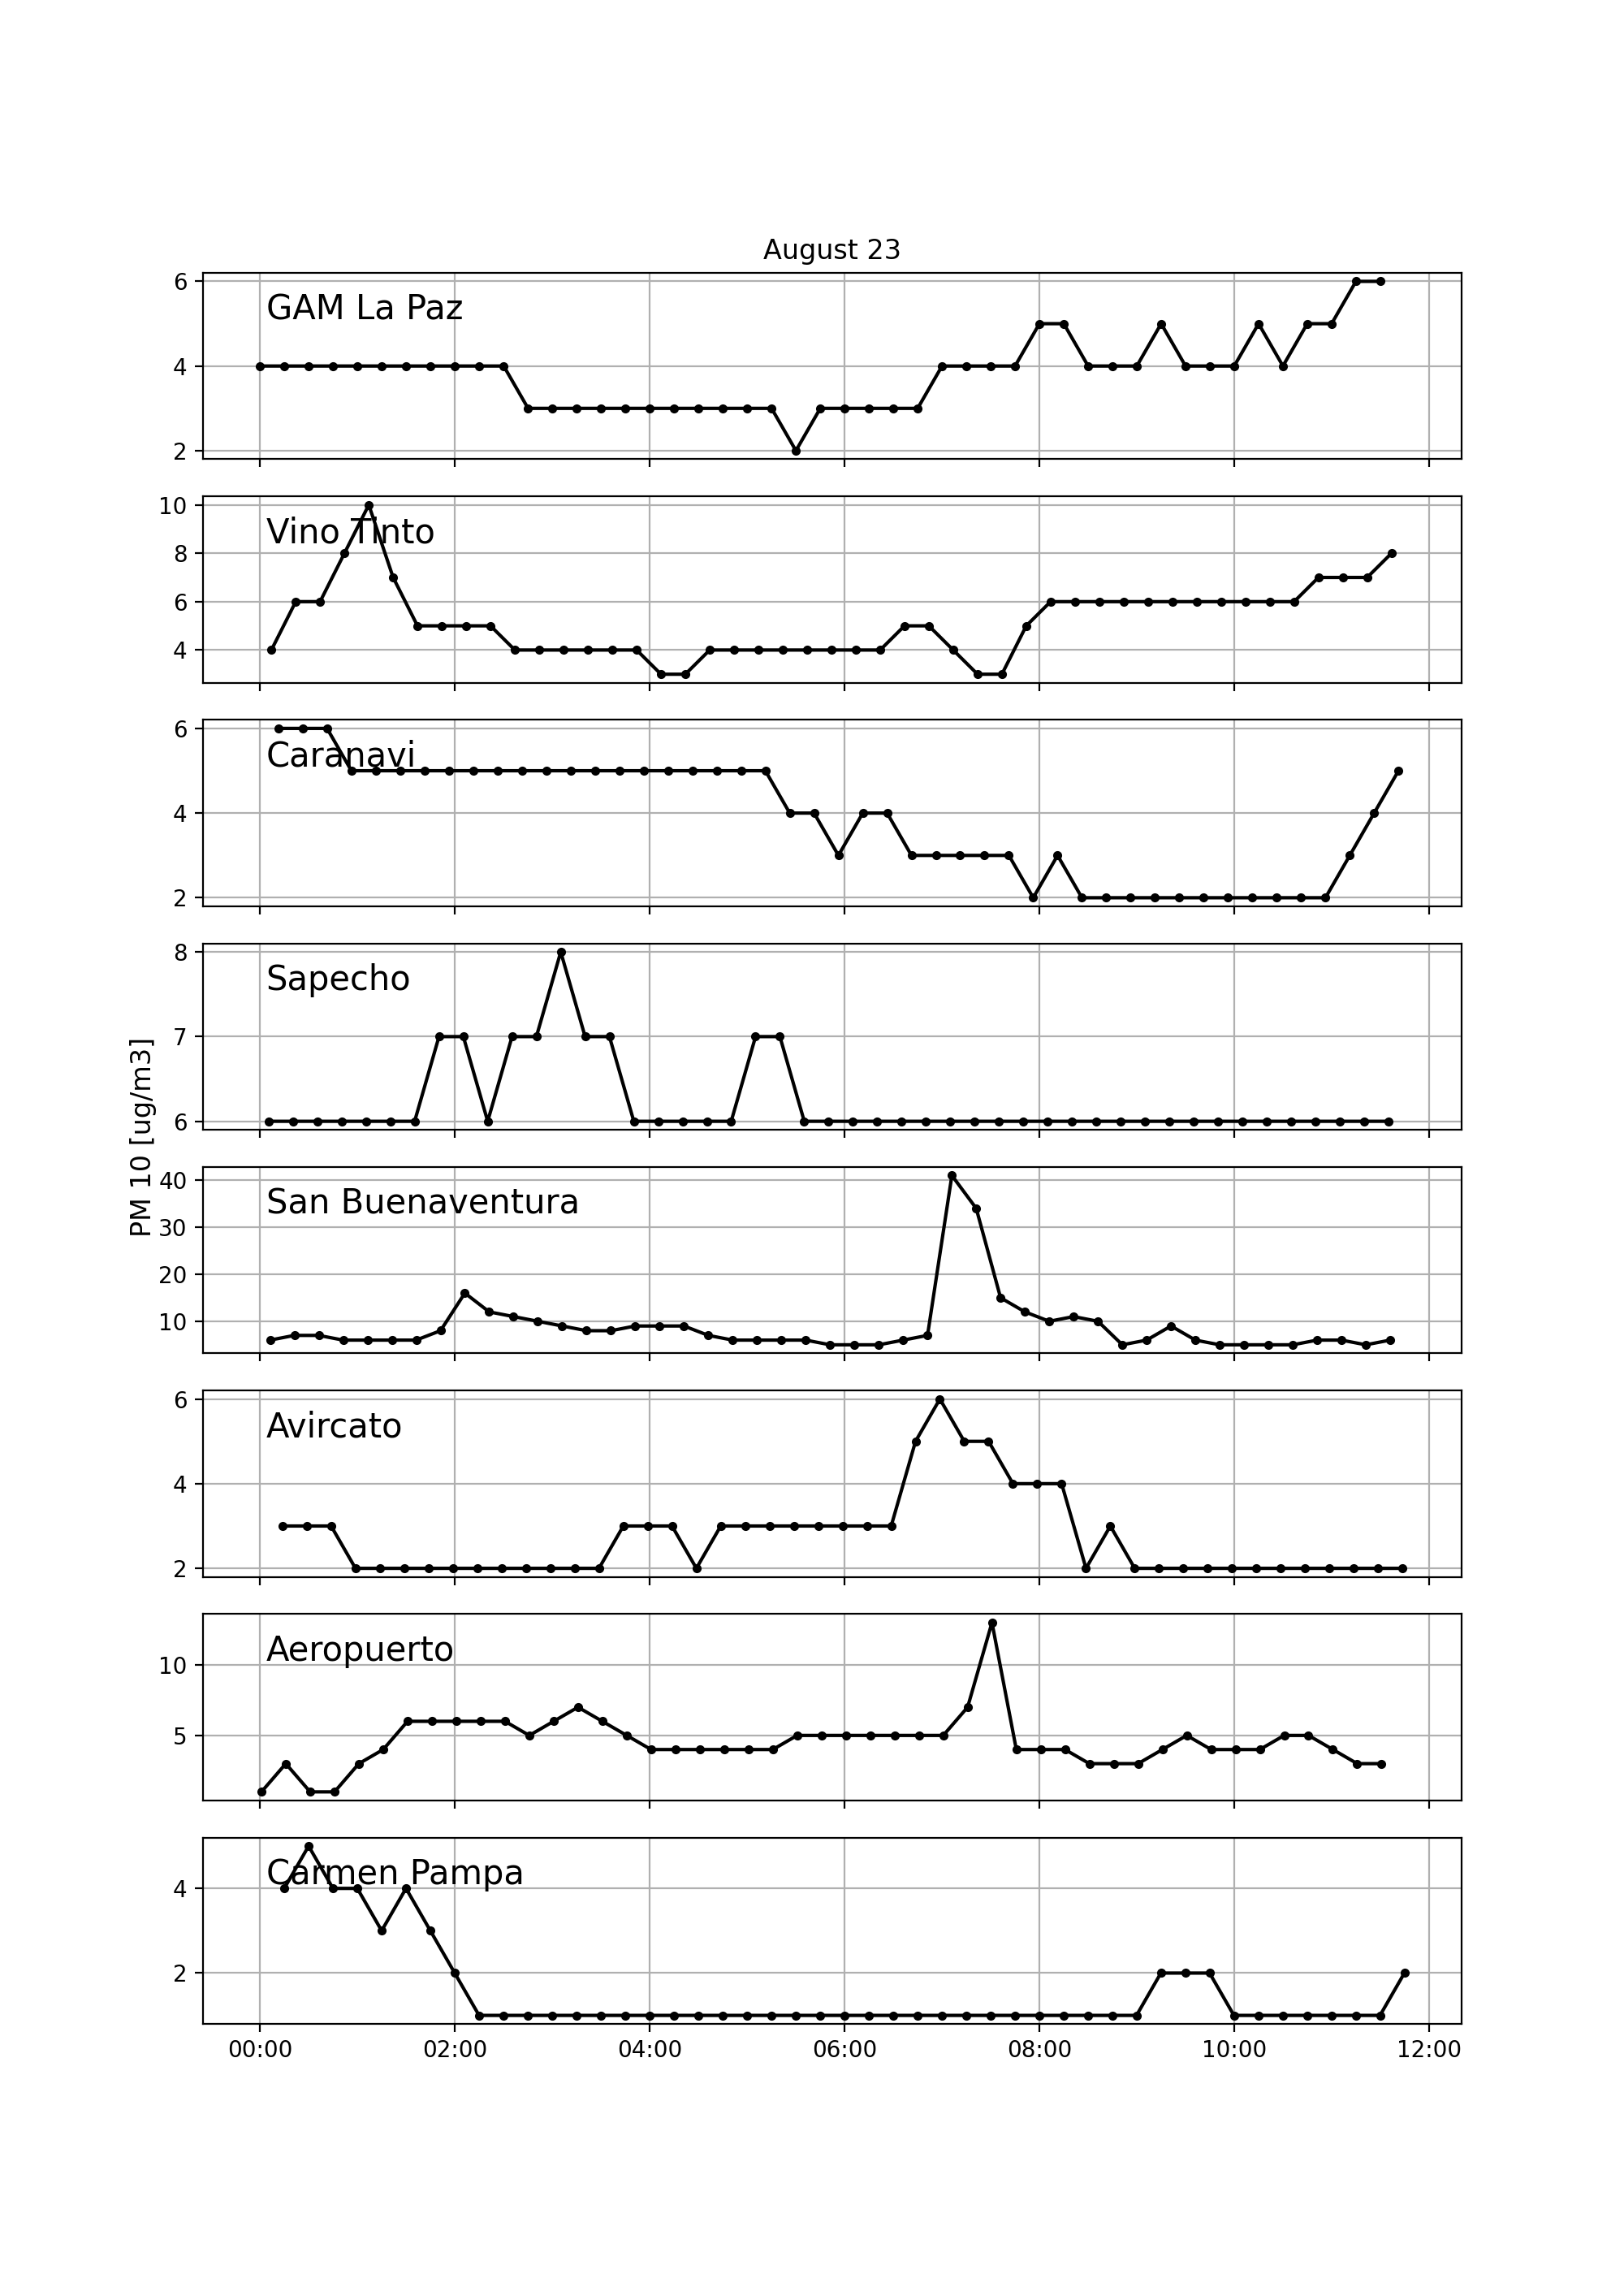 August 23
6
GAM La Paz
4
2
10
Vino Tinto
8
6
4
6
Caranavi
4
2
8
Sapecho
7
6
PM 10 [ug/m3]
40
San Buenaventura
30
20
10
6
Avircato
4
2
Aeropuerto
10
5
Carmen Pampa
4
2
00:00 02:00 04:00 06:00 08:00 10:00 12:00